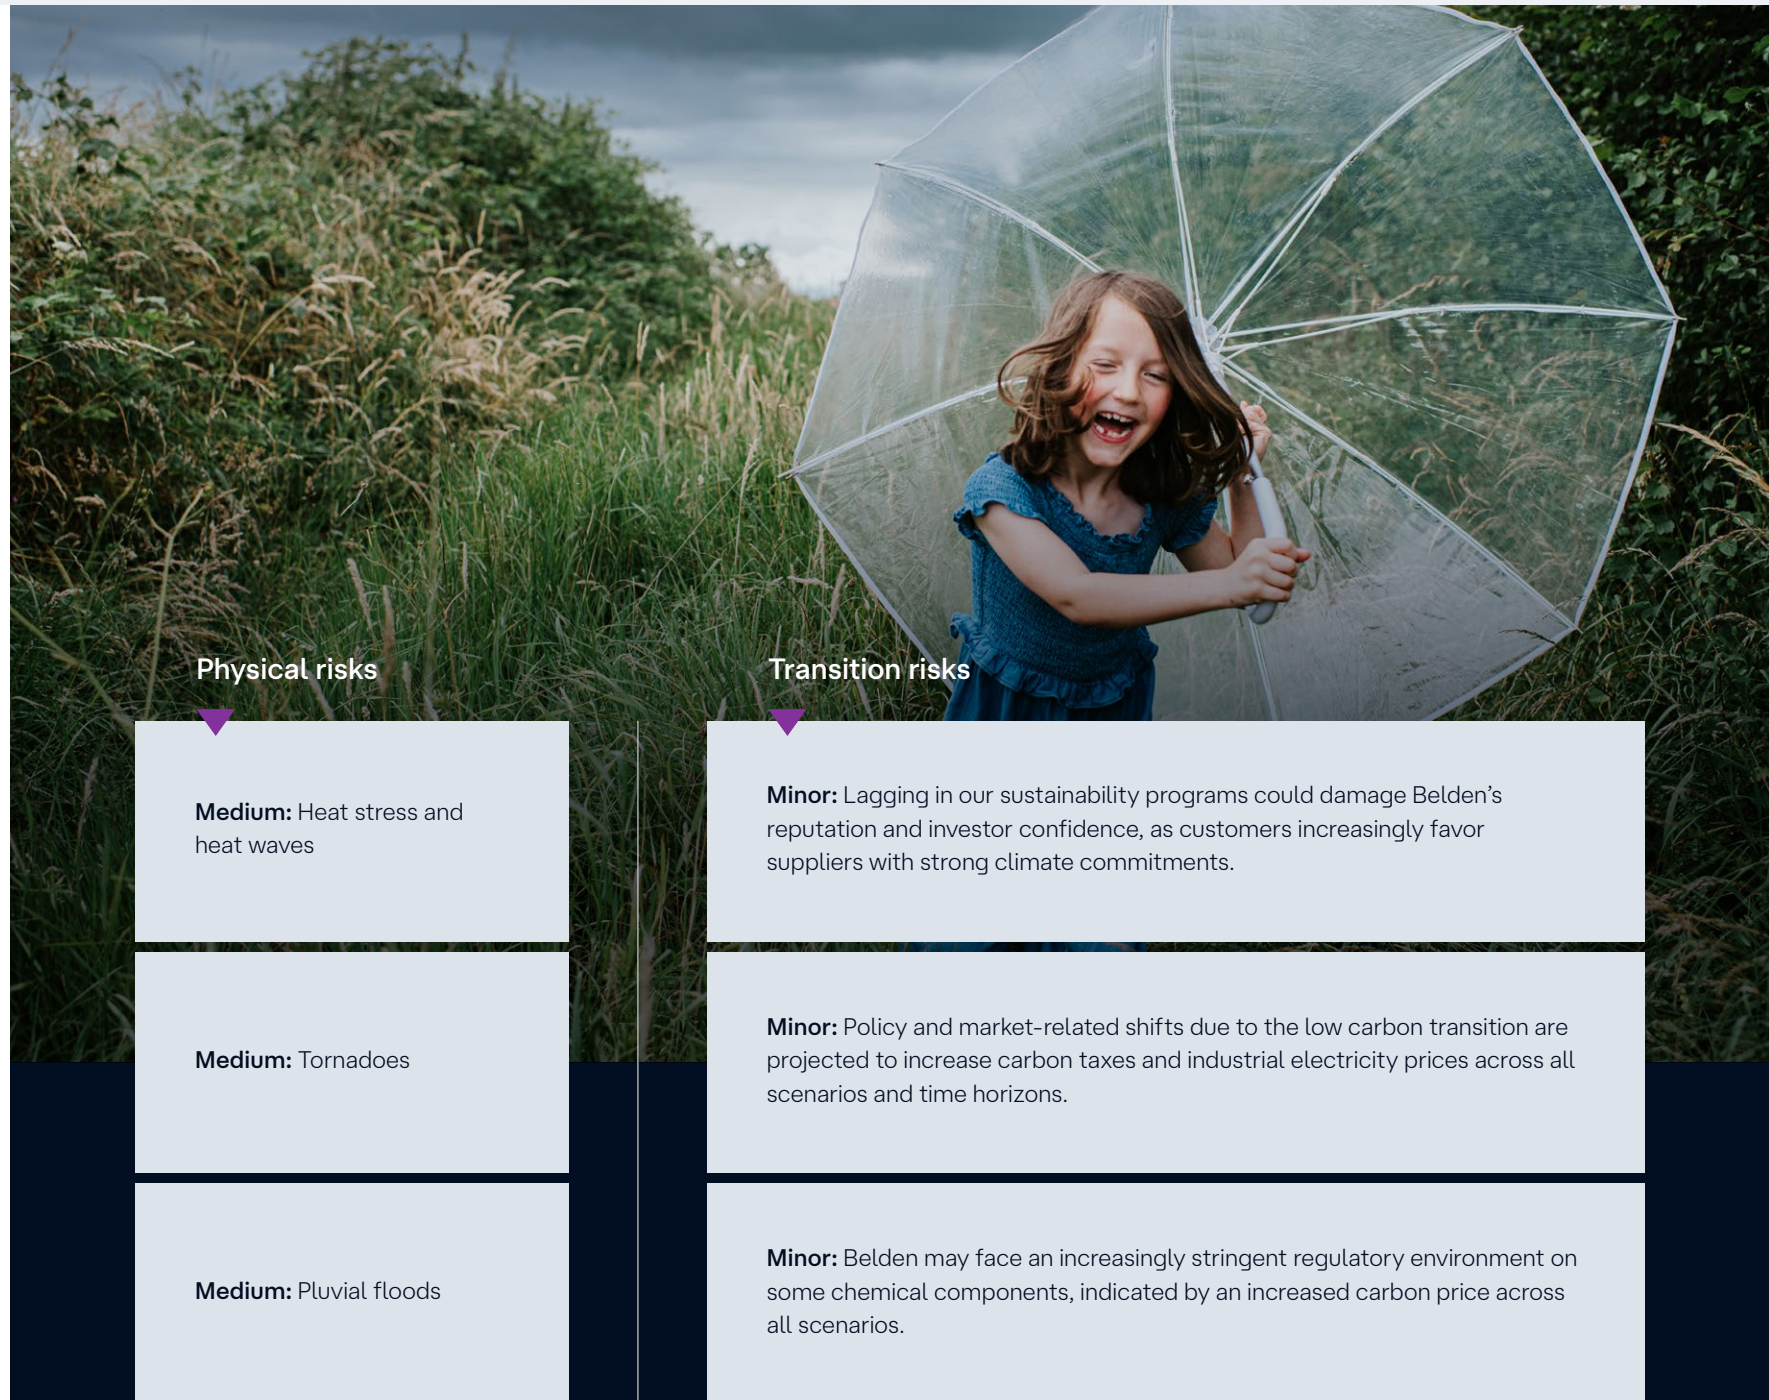 Physical risks
Medium: Heat stress and
heat waves
Medium: Tornadoes
Medium: Pluvial floods
Transition risks
Minor: Lagging in our sustainability programs could damage Belden’s
reputation and investor confidence, as customers increasingly favor
suppliers with strong climate commitments.
Minor: Policy and market-related shifts due to the low carbon transition are
projected to increase carbon taxes and industrial electricity prices across all
scenarios and time horizons.
Minor: Belden may face an increasingly stringent regulatory environment on
some chemical components, indicated by an increased carbon price across
all scenarios.